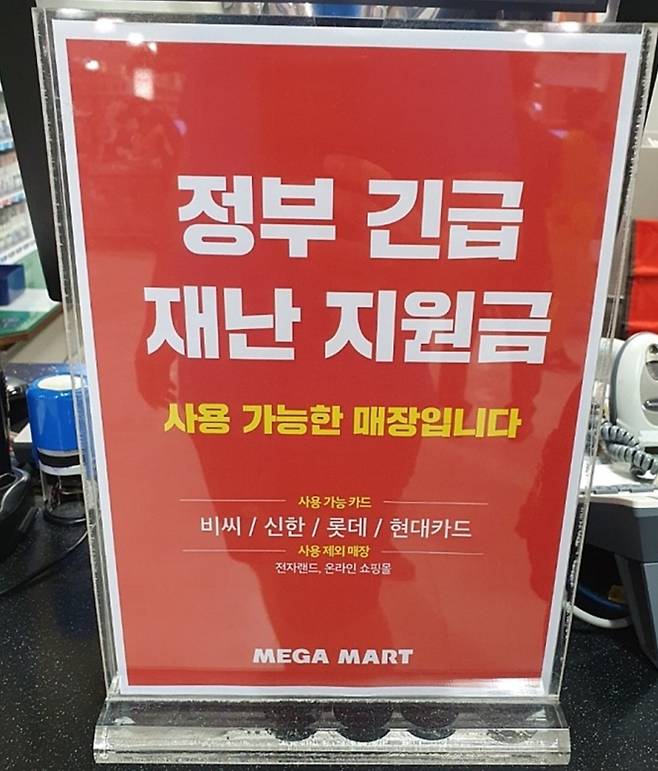 정부 긴급
재난 지원금
사용 가능한 매장입니다
사용 가능 카드
비씨 / 신한 / 롯데 / 현대카드
사용 제외 매장
전자랜드, 온라인 쇼핑몰
MEGA MART